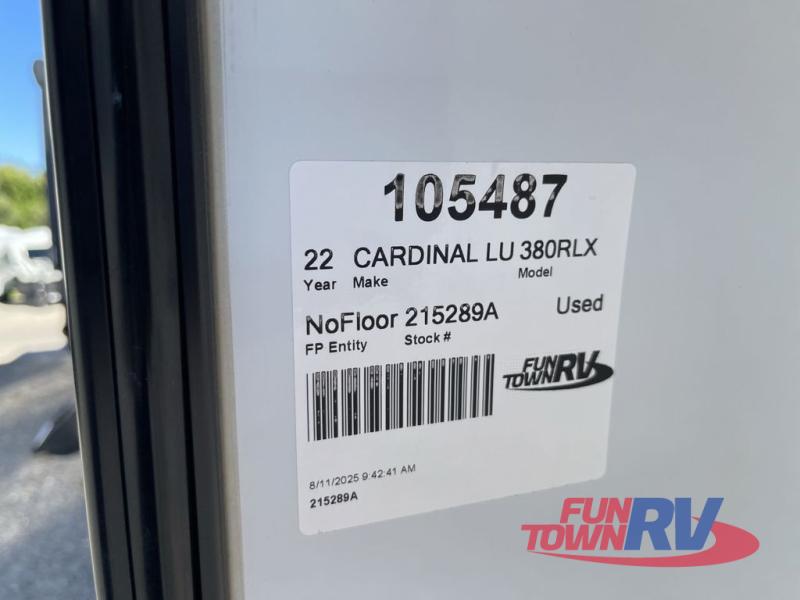 105487
22 CARDINAL LU 380RLX
Year Make Model
NoFloor 215289A Used
FP Entity Stock #
FUN
TOWN RV
8/11/2025 9:42:41 AM
215289A
FUN
TOWN RV